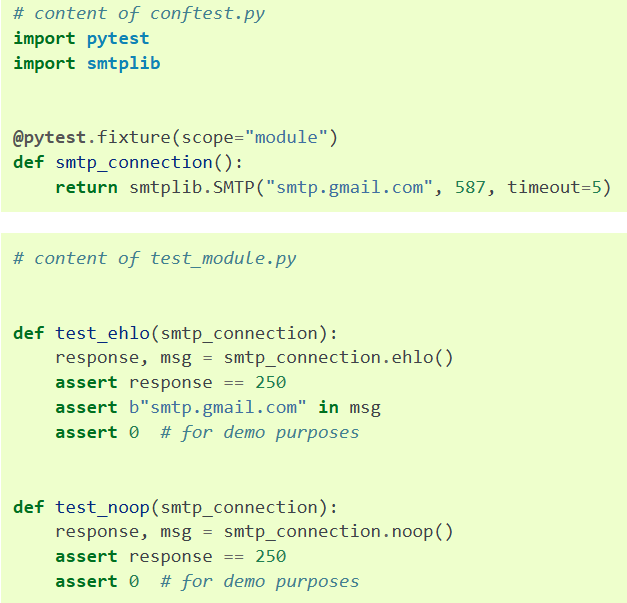 # content of conftest.py
import pytest
import smtplib
@pytest.fixture(scope="module")
def smtp_connection():
    return smtplib.SMTP("smtp.gmail.com", 587, timeout=5)
# content of test_module.py
def test_ehlo(smtp_connection):
    response, msg = smtp_connection.ehlo()
    assert response == 250
    assert b"smtp.gmail.com" in msg
    assert 0  # for demo purposes
def test_noop(smtp_connection):
    response, msg = smtp_connection.noop()
    assert response == 250
    assert 0  # for demo purposes